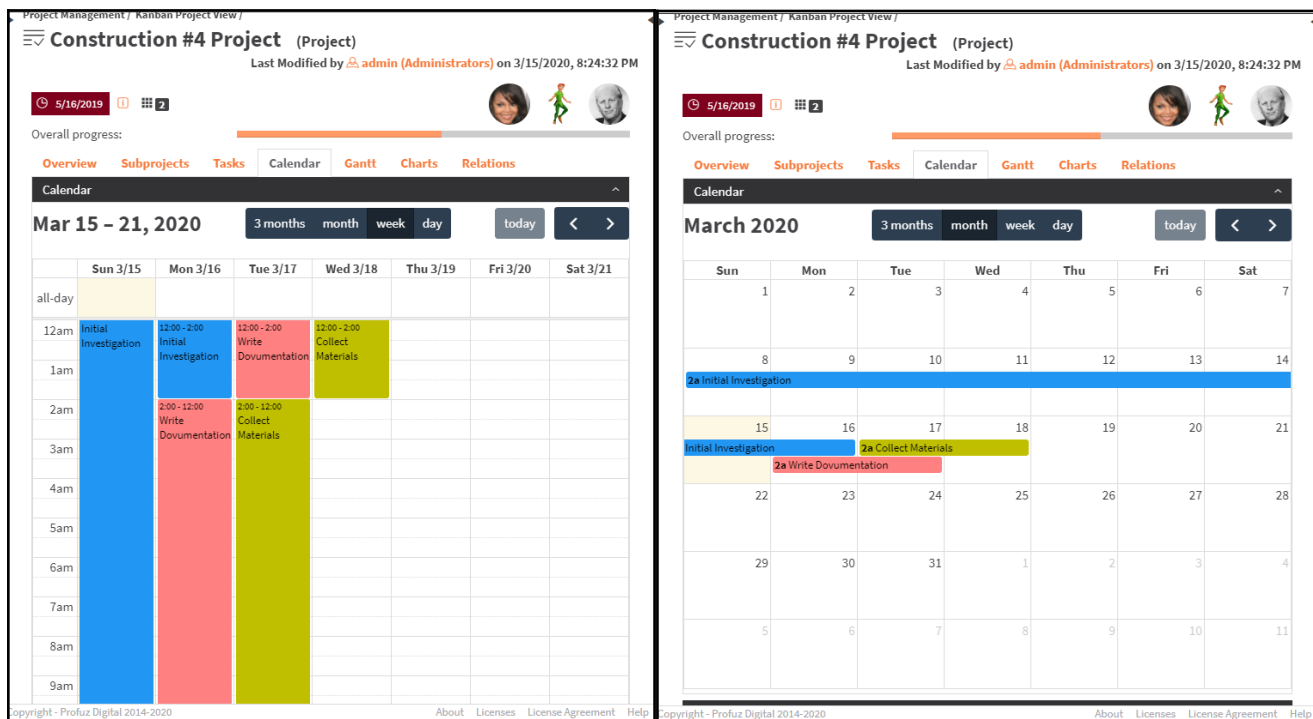 Project Management / Kanban Project View /
Construction #4 Project (Project)
Last Modified by admin (Administrators) on 3/15/2020, 8:24:32 PM
5/16/2019 2
Overall progress:
Overview Subprojects Tasks Calendar Gantt Charts Relations
Calendar
Mar 15 – 21, 2020 3 months month week day today
Sun 3/15 Mon 3/16 Tue 3/17 Wed 3/18 Thu 3/19 Fri 3/20 Sat 3/21
all-day
12am Initial 12:00 - 2:00 12:00 - 2:00 12:00 - 2:00
Investigation Initial Write Collect
Investigation Dovumentation Materials
1am
2am 2:00 - 12:00 2:00 - 12:00
Write Collect
Dovumentation Materials
3am
4am
5am
6am
7am
8am
9am
Copyright - Profuz Digital 2014-2020 About Licenses License Agreement Help
Project Management / Kanban Project View /
Construction #4 Project (Project)
Last Modified by admin (Administrators) on 3/15/2020, 8:24:32 PM
5/16/2019 2
Overall progress:
Overview Subprojects Tasks Calendar Gantt Charts Relations
Calendar
March 2020 3 months month week day today
Sun Mon Tue Wed Thu Fri Sat
1 2 3 4 5 6 7
8 9 10 11 12 13 14
2a Initial Investigation
15 16 17 18 19 20 21
Initial Investigation 2a Collect Materials
2a Write Dovumentation
22 23 24 25 26 27 28
29 30 31 1 2 3 4
5 6 7 8 9 10 11
Copyright - Profuz Digital 2014-2020 About Licenses License Agreement Help